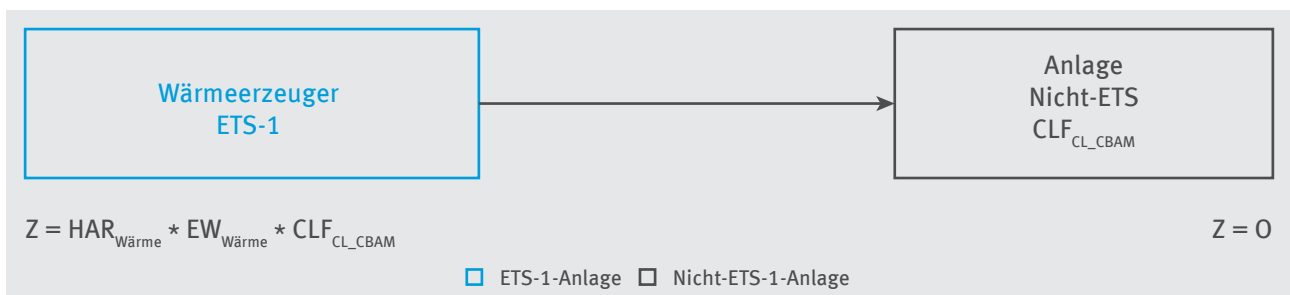 Wärmeerzeuger
ETS-1
Anlage
Nicht-ETS
CLF_CL_CBAM
Z = HAR_Wärme * EW_Wärme * CLF_CL_CBAM
Z = 0
ETS-1-Anlage Nicht-ETS-1-Anlage